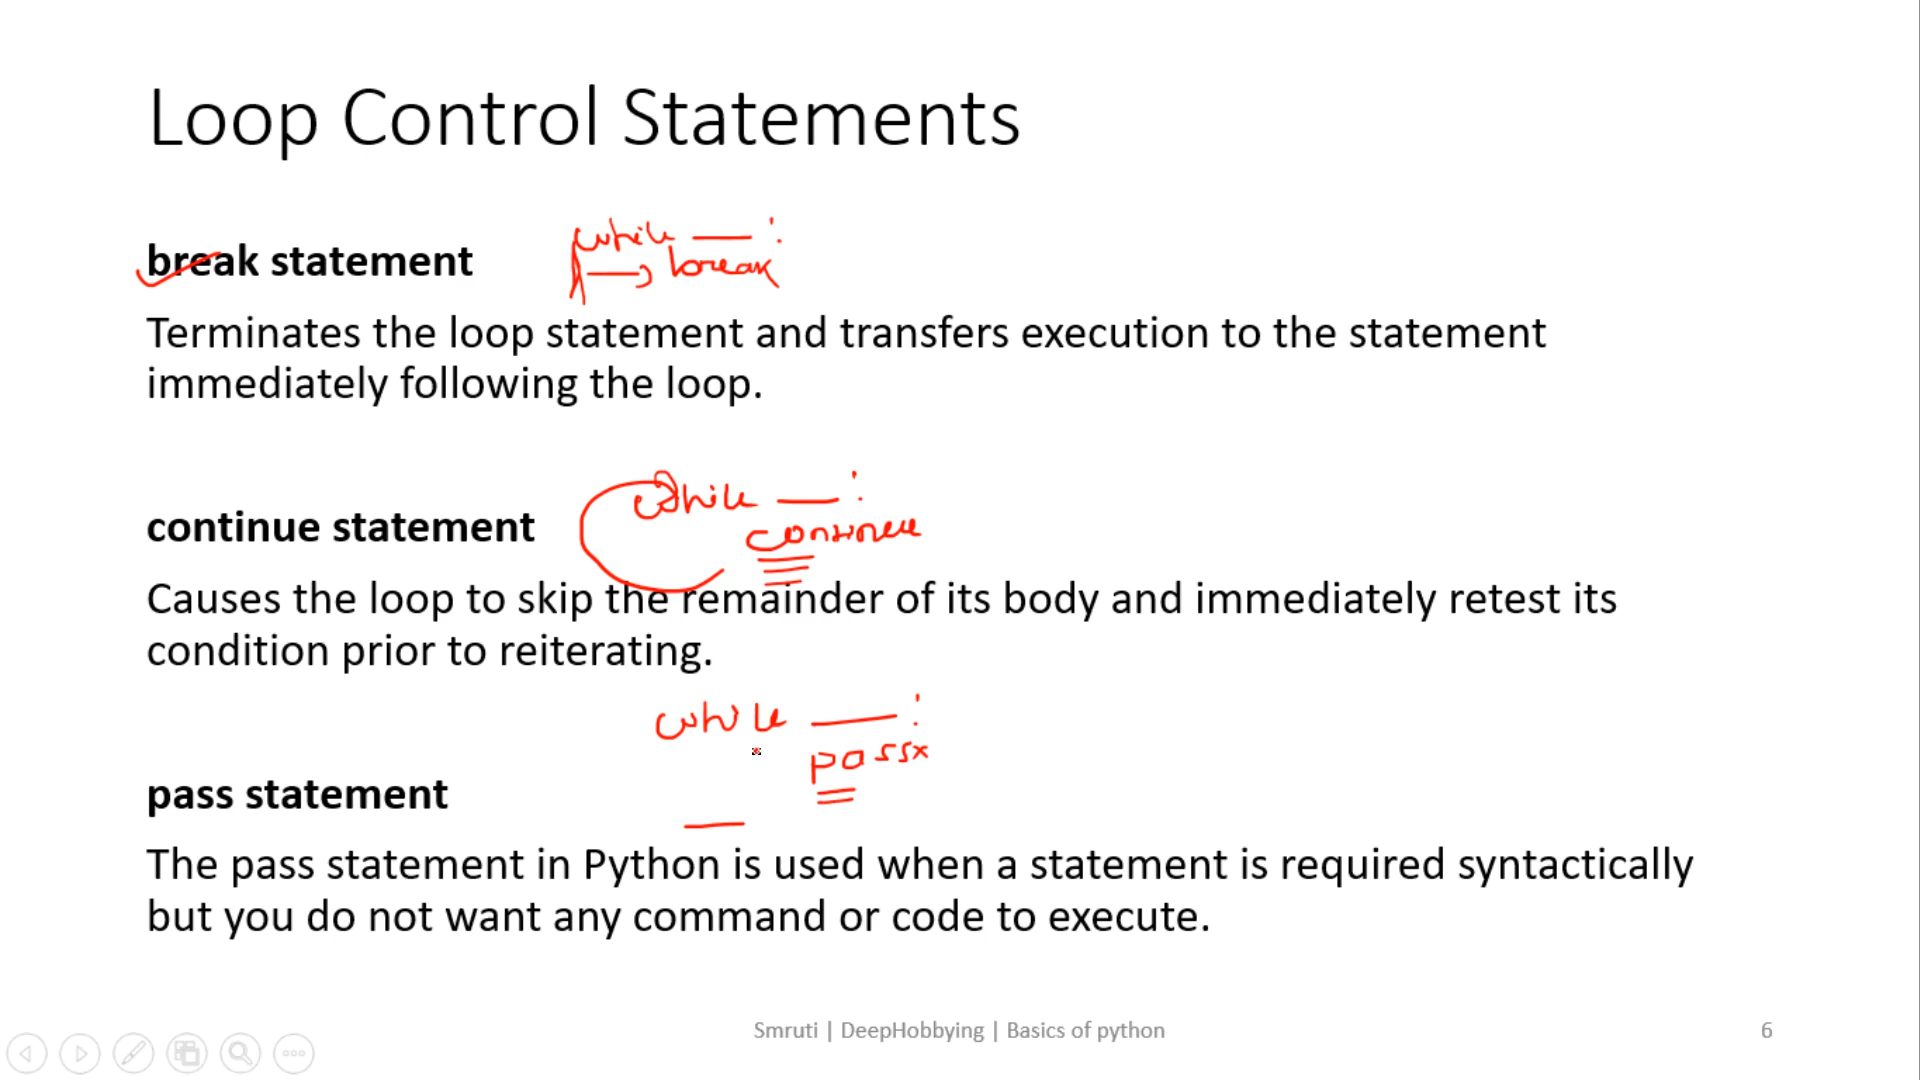 Loop Control Statements
while __ :
break statement
break
Terminates the loop statement and transfers execution to the statement
immediately following the loop.
while __ :
continue statement
continue
Causes the loop to skip the remainder of its body and immediately retest its
condition prior to reiterating.
while __ :
pass
pass statement
The pass statement in Python is used when a statement is required syntactically
but you do not want any command or code to execute.
Smruti | DeepHobbying | Basics of python
6